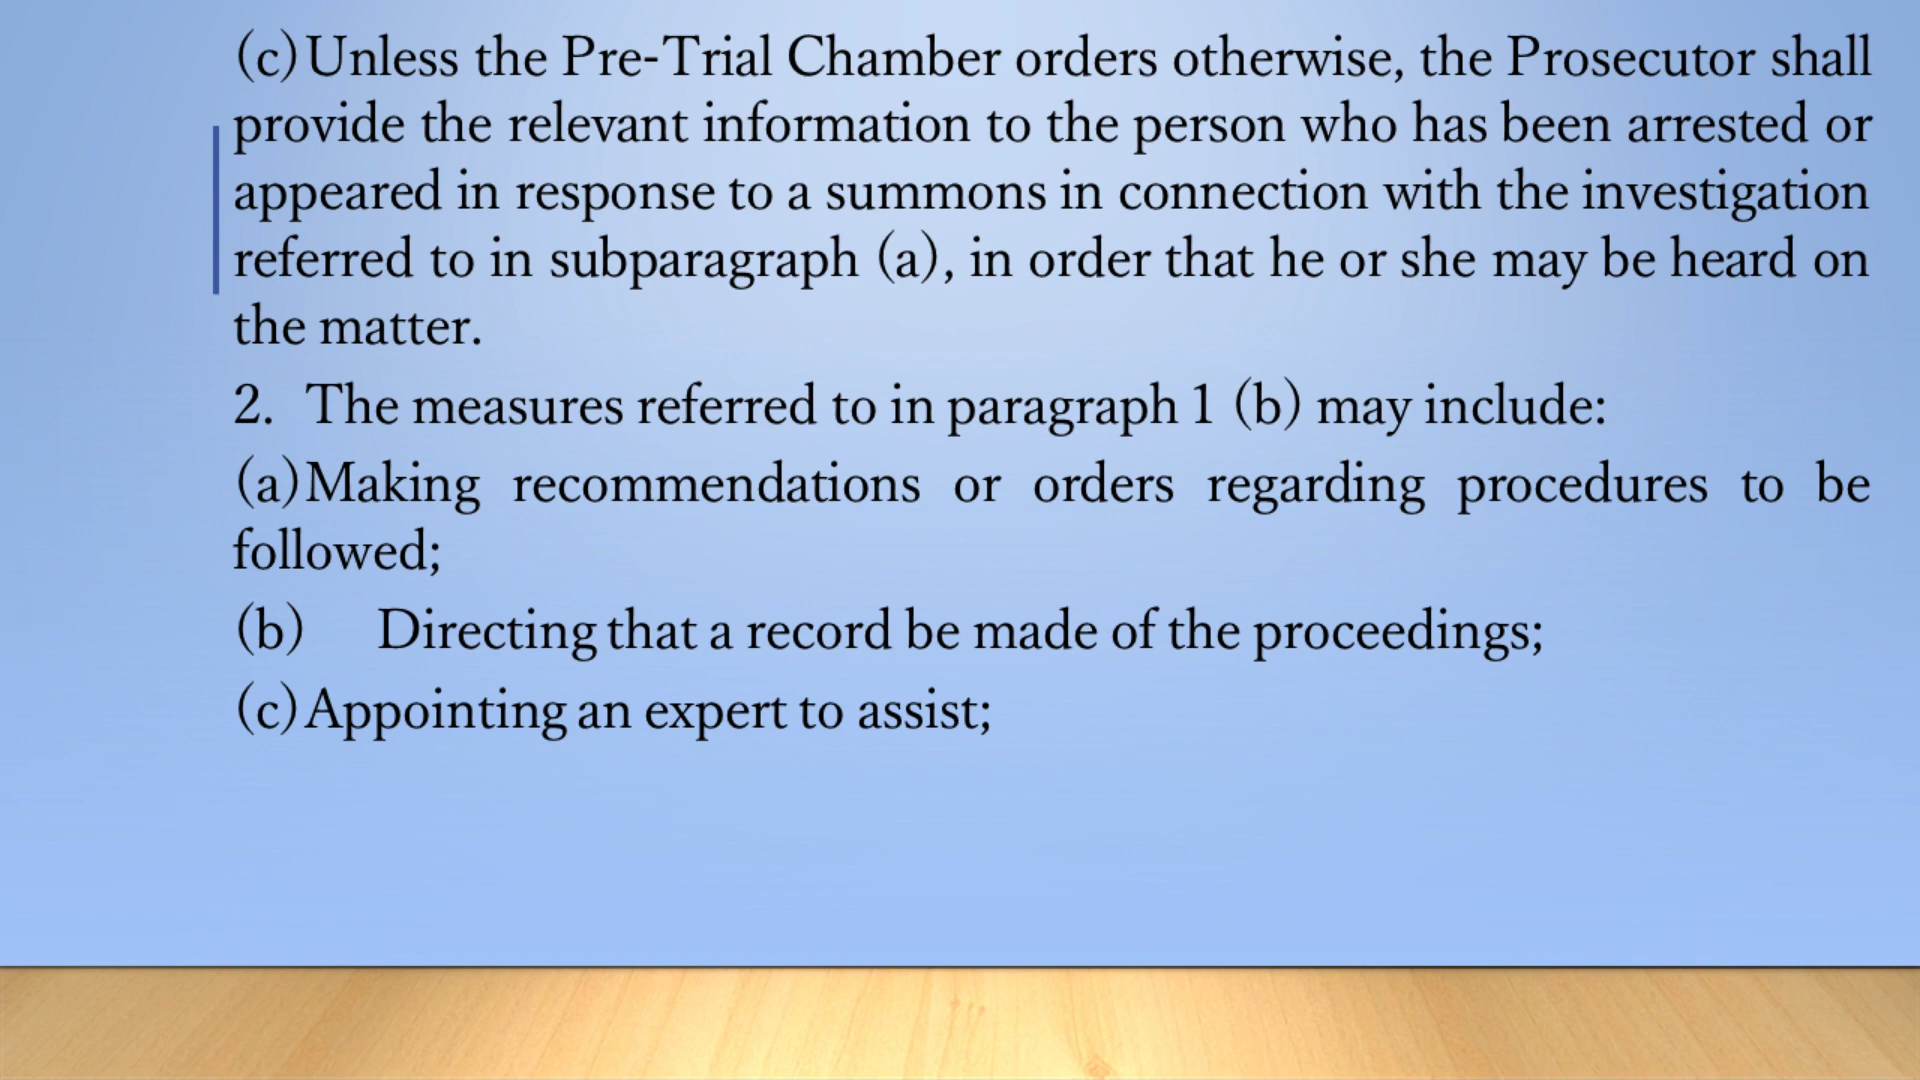 (c) Unless the Pre-Trial Chamber orders otherwise, the Prosecutor shall
provide the relevant information to the person who has been arrested or
appeared in response to a summons in connection with the investigation
referred to in subparagraph (a), in order that he or she may be heard on
the matter.
2. The measures referred to in paragraph 1 (b) may include:
(a) Making recommendations or orders regarding procedures to be
followed;
(b) Directing that a record be made of the proceedings;
(c) Appointing an expert to assist;